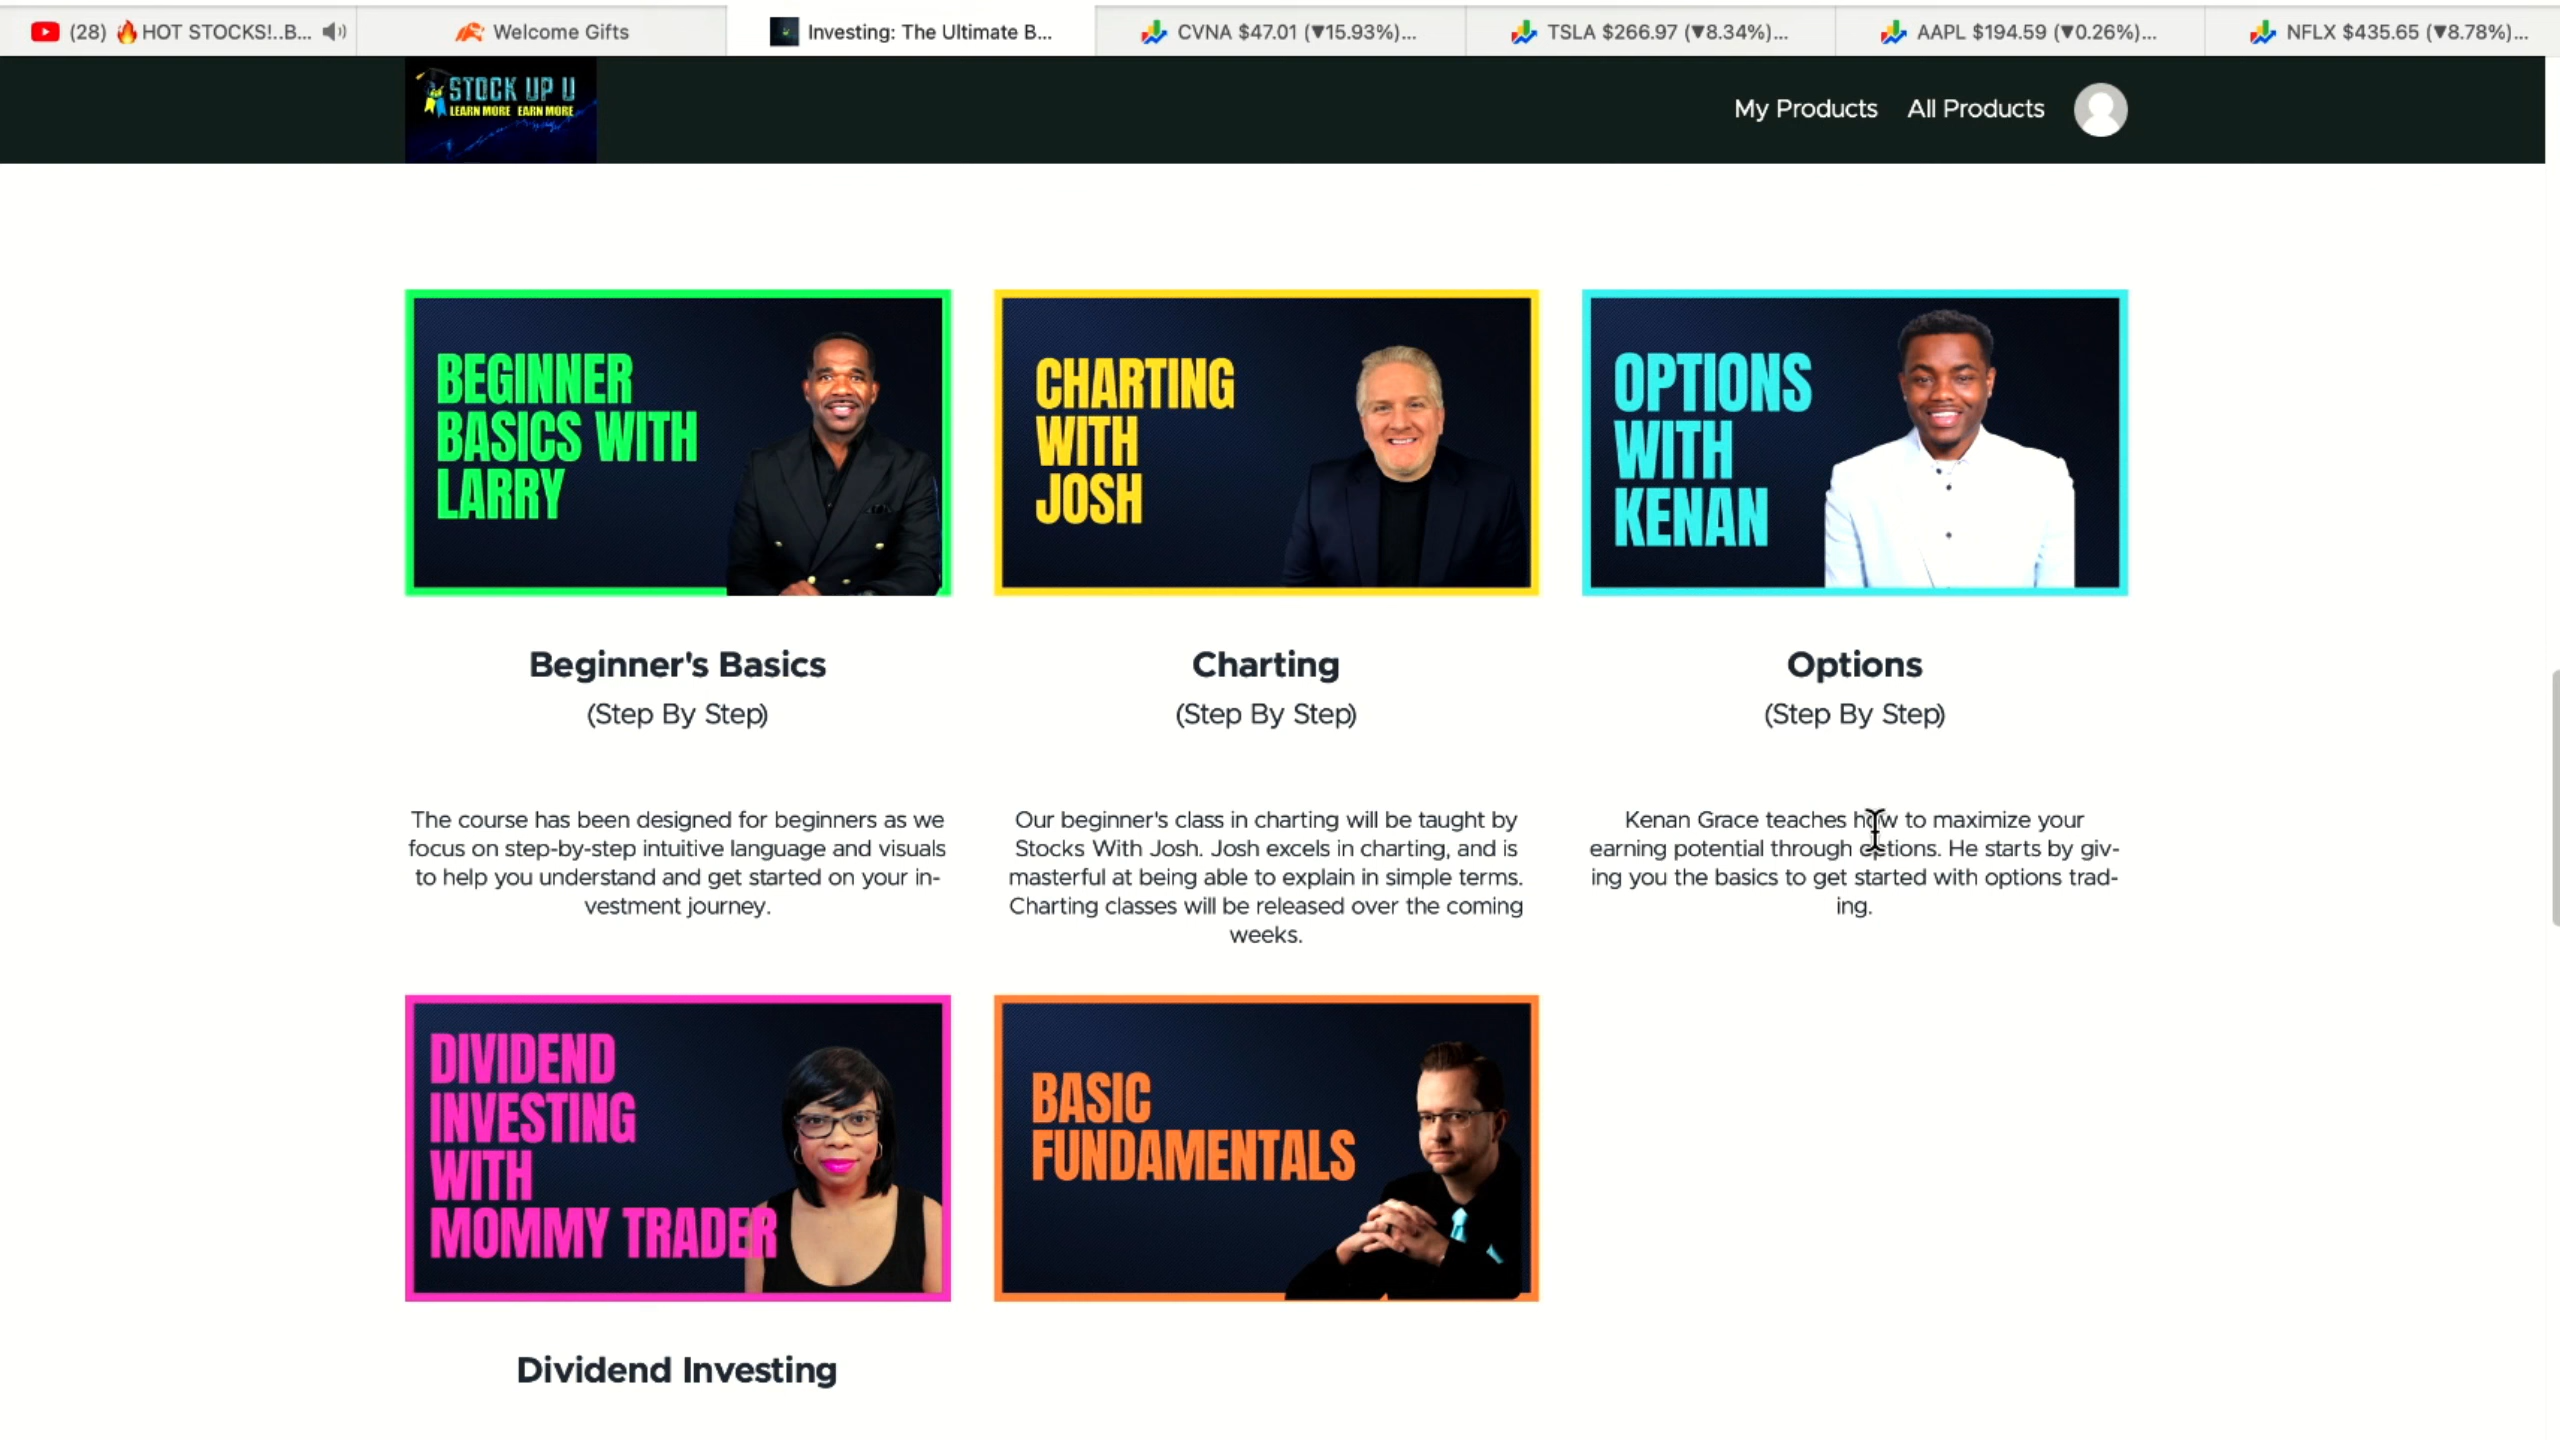 (28) 🔥HOT STOCKS!..B...
Welcome Gifts
Investing: The Ultimate B...
CVNA $47.01 (▼15.93%)...
TSLA $266.97 (▼8.34%)...
AAPL $194.59 (▼0.26%)...
NFLX $435.65 (▼8.78%)...
STOCK UP U
LEARN MORE EARN MORE
My Products
All Products
BEGINNER
BASICS WITH
LARRY
CHARTING
WITH
JOSH
OPTIONS
WITH
KENAN
Beginner's Basics
(Step By Step)
The course has been designed for beginners as we
focus on step-by-step intuitive language and visuals
to help you understand and get started on your in-
vestment journey.
Charting
(Step By Step)
Our beginner's class in charting will be taught by
Stocks With Josh. Josh excels in charting, and is
masterful at being able to explain in simple terms.
Charting classes will be released over the coming
weeks.
Options
(Step By Step)
Kenan Grace teaches how to maximize your
earning potential through options. He starts by giv-
ing you the basics to get started with options trad-
ing.
DIVIDEND
INVESTING
WITH
MOMMY TRADER
BASIC
FUNDAMENTALS
Dividend Investing